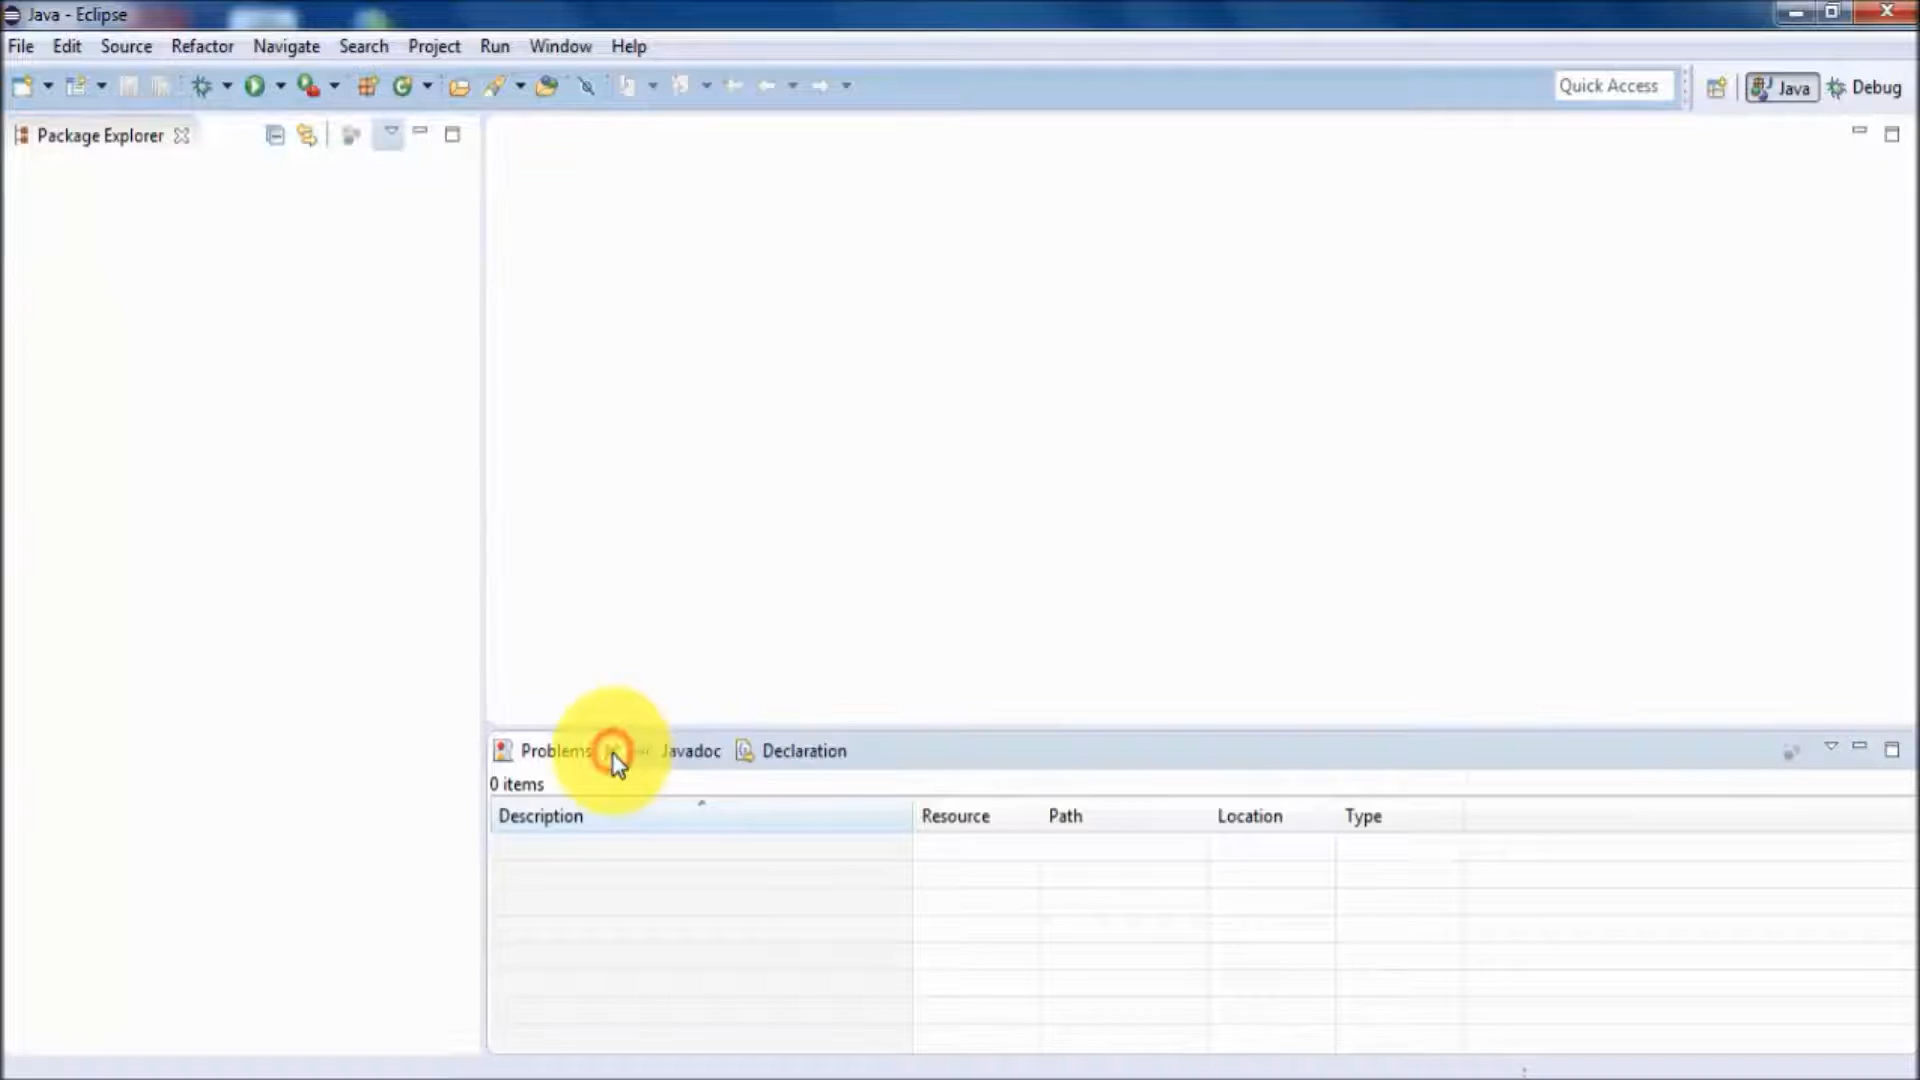 Java - Eclipse
File Edit Source Refactor Navigate Search Project Run Window Help
Quick Access Java Debug
Package Explorer
Problems Javadoc Declaration
0 items
Description Resource Path Location Type